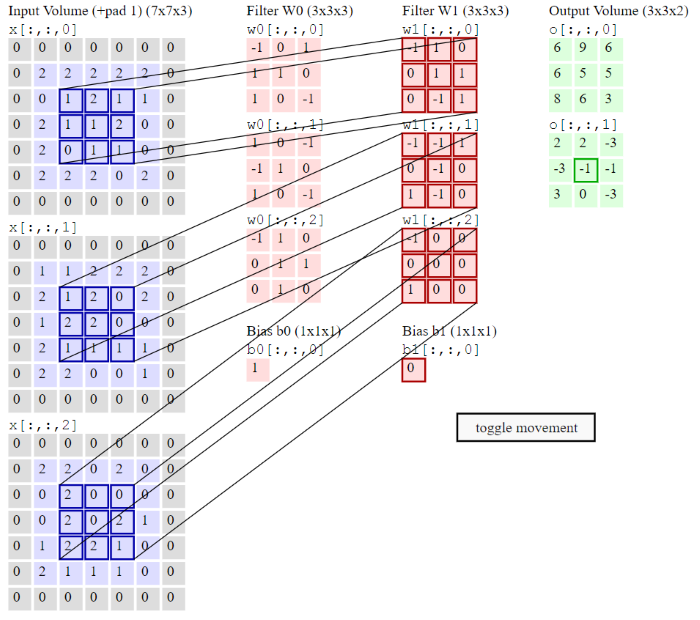 Input Volume (+pad 1) (7x7x3)
x[:,:,0]
0 0 0 0 0 0 0
0 2 2 2 2 2 0
0 0 1 2 1 1 0
0 2 1 1 2 0 0
0 2 0 1 1 0 0
0 2 2 2 0 2 0
0 0 0 0 0 0 0
x[:,:,1]
0 0 0 0 0 0 0
0 1 1 2 2 2 0
0 2 1 2 0 2 0
0 1 2 2 0 0 0
0 2 1 1 1 1 0
0 2 2 0 0 1 0
0 0 0 0 0 0 0
x[:,:,2]
0 0 0 0 0 0 0
0 2 2 0 2 0 0
0 0 2 0 0 0 0
0 0 2 0 2 1 0
0 1 2 2 1 0 0
0 2 1 1 1 0 0
0 0 0 0 0 0 0
Filter W0 (3x3x3)
w0[:,:,0]
-1 0 1
1 1 0
1 0 -1
w0[:,:,1]
1 0 -1
-1 1 0
1 0 -1
w0[:,:,2]
-1 1 0
0 1 1
0 1 0
Bias b0 (1x1x1)
b0[:,:,0]
1
Filter W1 (3x3x3)
w1[:,:,0]
-1 1 0
0 1 1
0 -1 1
w1[:,:,1]
-1 -1 1
0 -1 0
1 -1 0
w1[:,:,2]
-1 0 0
0 0 0
0 0 0
Bias b1 (1x1x1)
b1[:,:,0]
0
Output Volume (3x3x2)
o[:,:,0]
6 9 6
6 5 5
8 6 3
o[:,:,1]
2 2 -3
-3 -1 -1
3 0 -3
toggle movement